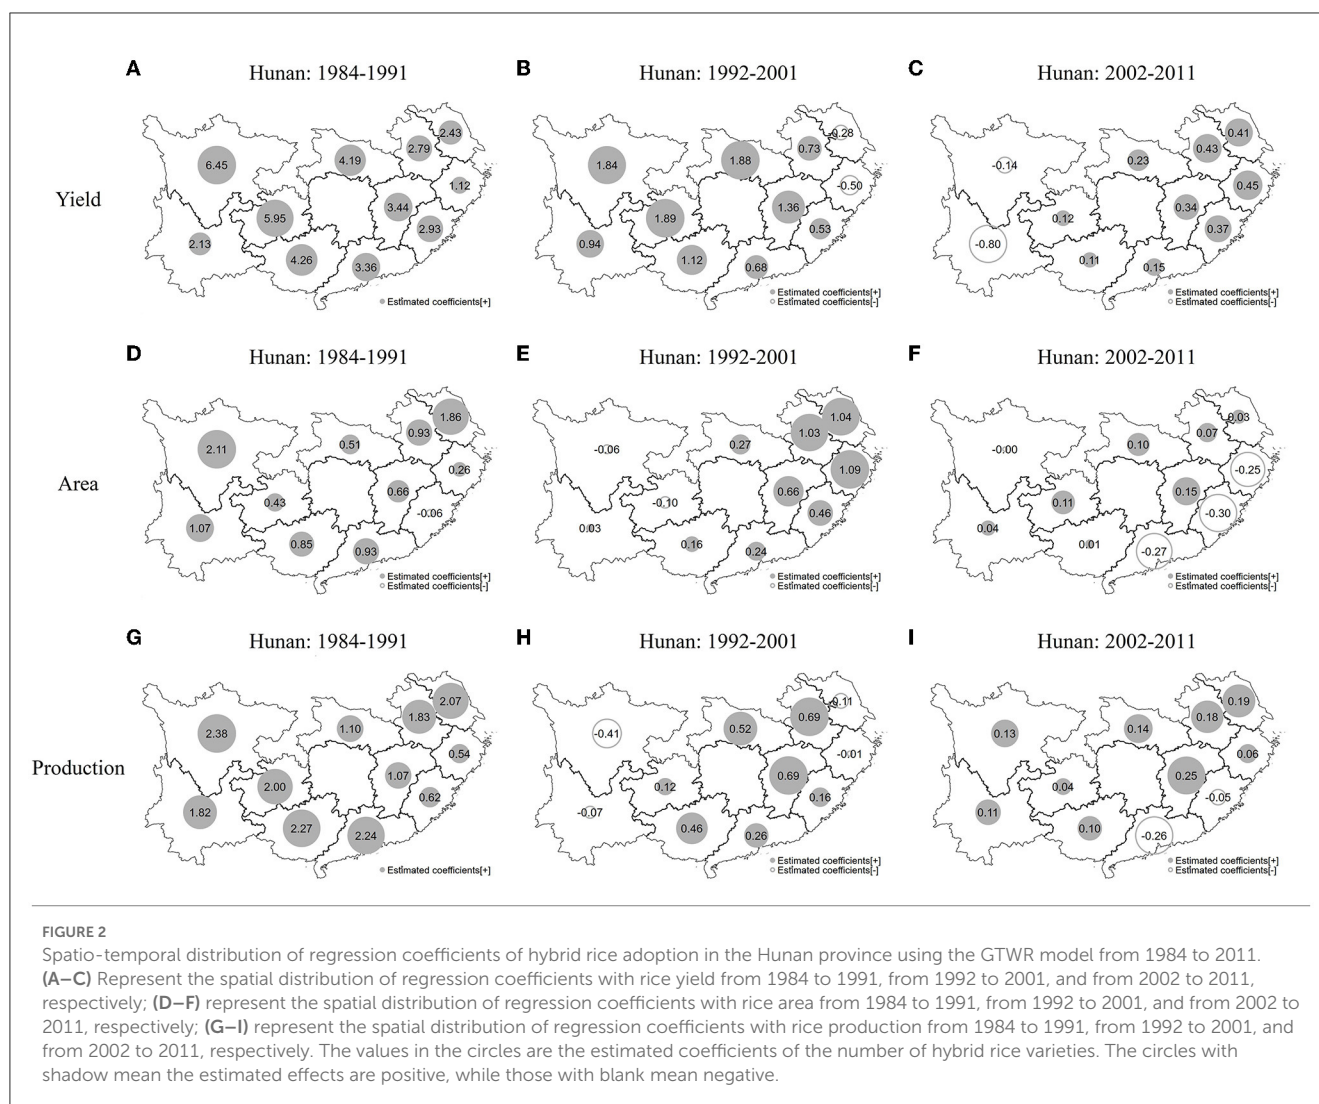 A
Hunan: 1984-1991
B
Hunan: 1992-2001
C
Hunan: 2002-2011
Yield
6.45
4.19
2.79
2.43
1.12
3.44
5.95
2.93
2.13
4.26
3.36
Estimated coefficients[+]
1.84
1.88
0.73
-0.28
-0.50
1.36
1.89
0.53
0.94
1.12
0.68
Estimated coefficients[+]
Estimated coefficients[-]
-0.14
0.23
0.43
0.41
0.45
0.34
0.12
0.37
-0.80
0.11
0.15
Estimated coefficients[+]
Estimated coefficients[-]
D
Hunan: 1984-1991
E
Hunan: 1992-2001
F
Hunan: 2002-2011
Area
2.11
0.51
0.93
1.86
0.26
0.66
0.43
-0.06
1.07
0.85
0.93
Estimated coefficients[+]
Estimated coefficients[-]
-0.06
0.27
1.03
1.04
1.09
0.66
-0.10
0.46
0.03
0.16
0.24
Estimated coefficients[+]
Estimated coefficients[-]
-0.00
0.10
0.07
0.03
-0.25
0.15
0.11
-0.30
0.04
0.01
-0.27
Estimated coefficients[+]
Estimated coefficients[-]
G
Hunan: 1984-1991
H
Hunan: 1992-2001
I
Hunan: 2002-2011
Production
2.38
1.10
1.83
2.07
0.54
1.07
2.00
0.62
1.82
2.27
2.24
Estimated coefficients[+]
-0.41
0.52
0.69
-0.11
-0.01
0.69
0.12
0.16
-0.07
0.46
0.26
Estimated coefficients[+]
Estimated coefficients[-]
0.13
0.14
0.18
0.19
0.06
0.25
0.04
-0.05
0.11
0.10
-0.26
Estimated coefficients[+]
Estimated coefficients[-]
FIGURE 2
Spatio-temporal distribution of regression coefficients of hybrid rice adoption in the Hunan province using the GTWR model from 1984 to 2011.
(A–C) Represent the spatial distribution of regression coefficients with rice yield from 1984 to 1991, from 1992 to 2001, and from 2002 to 2011,
respectively; (D–F) represent the spatial distribution of regression coefficients with rice area from 1984 to 1991, from 1992 to 2001, and from 2002 to
2011, respectively; (G–I) represent the spatial distribution of regression coefficients with rice production from 1984 to 1991, from 1992 to 2001, and
from 2002 to 2011, respectively. The values in the circles are the estimated coefficients of the number of hybrid rice varieties. The circles with
shadow mean the estimated effects are positive, while those with blank mean negative.